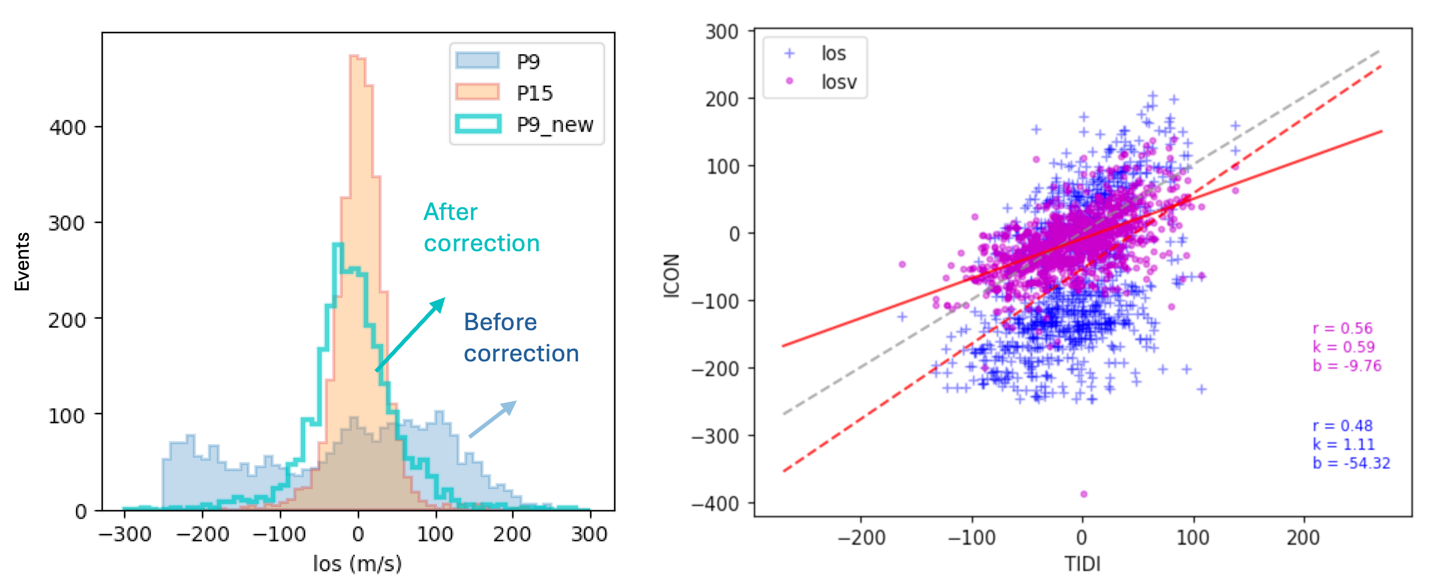 P9
P15
P9_new
Events
400
300
200
100
0
After
correction
Before
correction
−300
−200
−100
0
100
200
300
los (m/s)
los
losv
ICON
300
200
100
0
−100
−200
−300
−400
r = 0.56
k = 0.59
b = -9.76
r = 0.48
k = 1.11
b = -54.32
−200
−100
0
100
200
TIDI